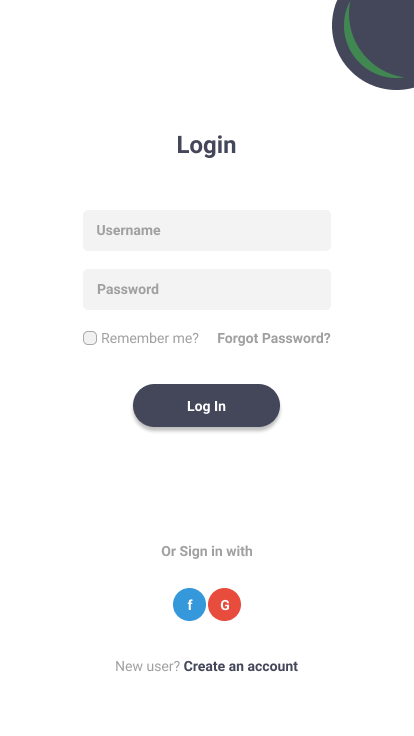 Login
Username
Password
Remember me? Forgot Password?
Log In
Or Sign in with
f G
New user? Create an account